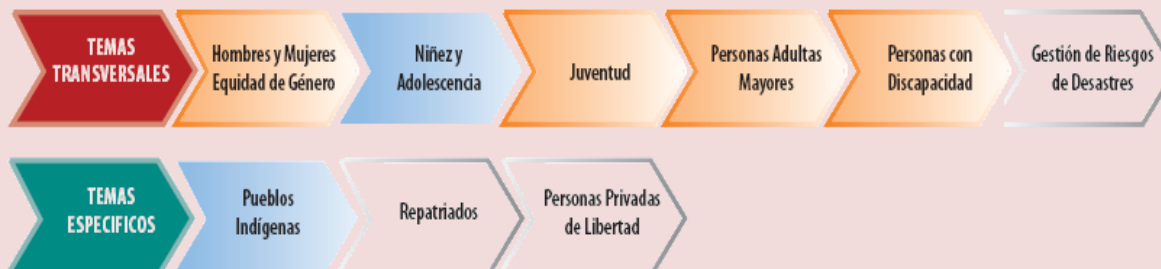 TEMAS
TRANSVERSALES
Hombres y Mujeres
Equidad de Género
Niñez y
Adolescencia
Juventud
Personas Adultas
Mayores
Personas con
Discapacidad
Gestión de Riesgos
de Desastres
TEMAS
ESPECIFICOS
Pueblos
Indígenas
Repatriados
Personas Privadas
de Libertad